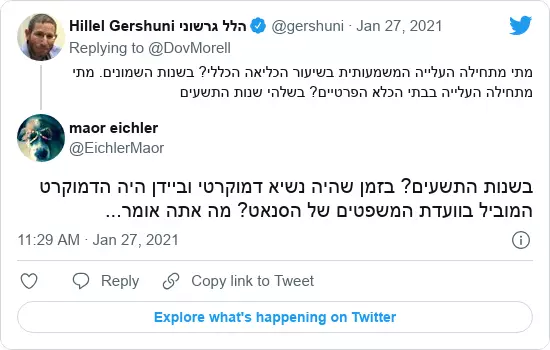 Hillel Gershuni הלל גרשוני @gershuni · Jan 27, 2021
Replying to @DovMorell
מתי מתחילה העלייה המשמעותית בשיעור הכליאה הכללי? בשנות השמונים. מתי
מתחילה העלייה בבתי הכלא הפרטיים? בשלהי שנות התשעים
maor eichler
@EichlerMaor
בשנות התשעים? בזמן שהיה נשיא דמוקרטי וביידן היה הדמוקרט
המוביל בוועדת המשפטים של הסנאט? מה אתה אומר...
11:29 AM · Jan 27, 2021
Reply
Copy link to Tweet
Explore what's happening on Twitter